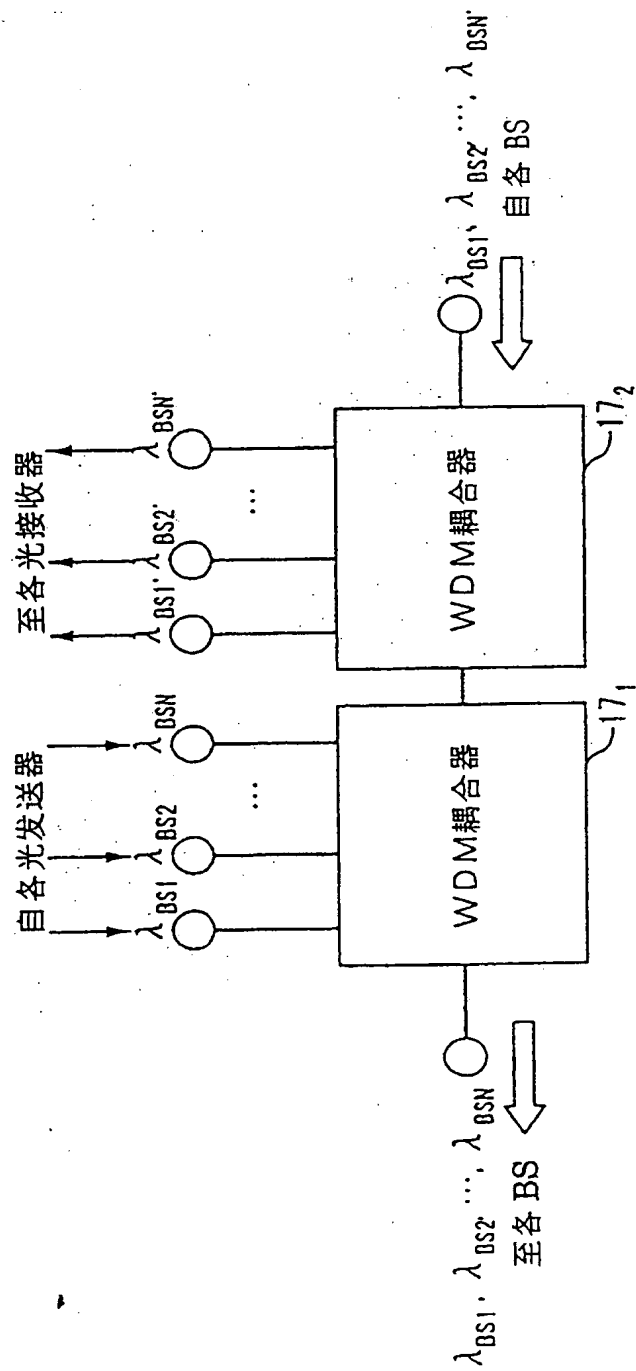 自各光发送器
至各光接收器
λBS1
λBS2
λBSN
λBS1'
λBS2'
λBSN'
...
...
WDM耦合器
WDM耦合器
17₁
17₂
λBS1, λBS2, ..., λBSN
至各BS
λBS1、λBS2, ..., λBSN'
自各BS